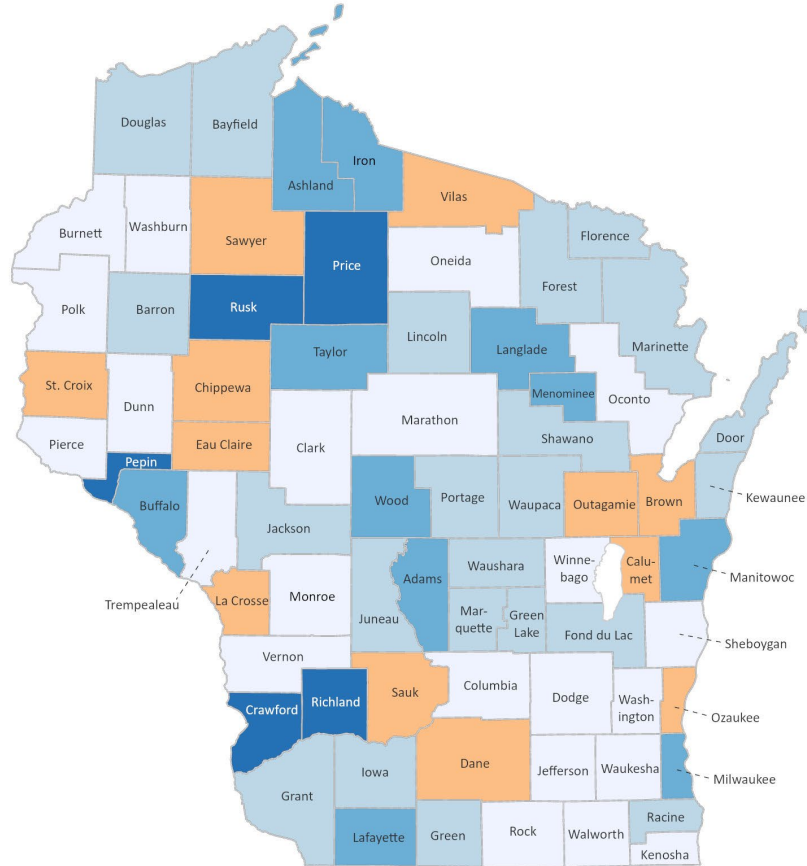 Douglas
Bayfield
Iron
Ashland
Vilas
Burnett
Washburn
Sawyer
Price
Oneida
Florence
Forest
Polk
Barron
Rusk
Lincoln
Langlade
Marinette
Taylor
St. Croix
Chippewa
Dunn
Menominee
Oconto
Marathon
Pierce
Eau Claire
Clark
Shawano
Door
Pepin
Buffalo
Wood
Portage
Waupaca
Outagamie
Brown
Kewaunee
Jackson
Trempealeau
Adams
Waushara
Winne-
bago
Calu-
met
Manitowoc
La Crosse
Monroe
Juneau
Mar-
quette
Green
Lake
Fond du Lac
Sheboygan
Vernon
Crawford
Richland
Sauk
Columbia
Dodge
Wash-
ington
Ozaukee
Grant
Iowa
Dane
Jefferson
Waukesha
Milwaukee
Lafayette
Green
Rock
Walworth
Racine
Kenosha